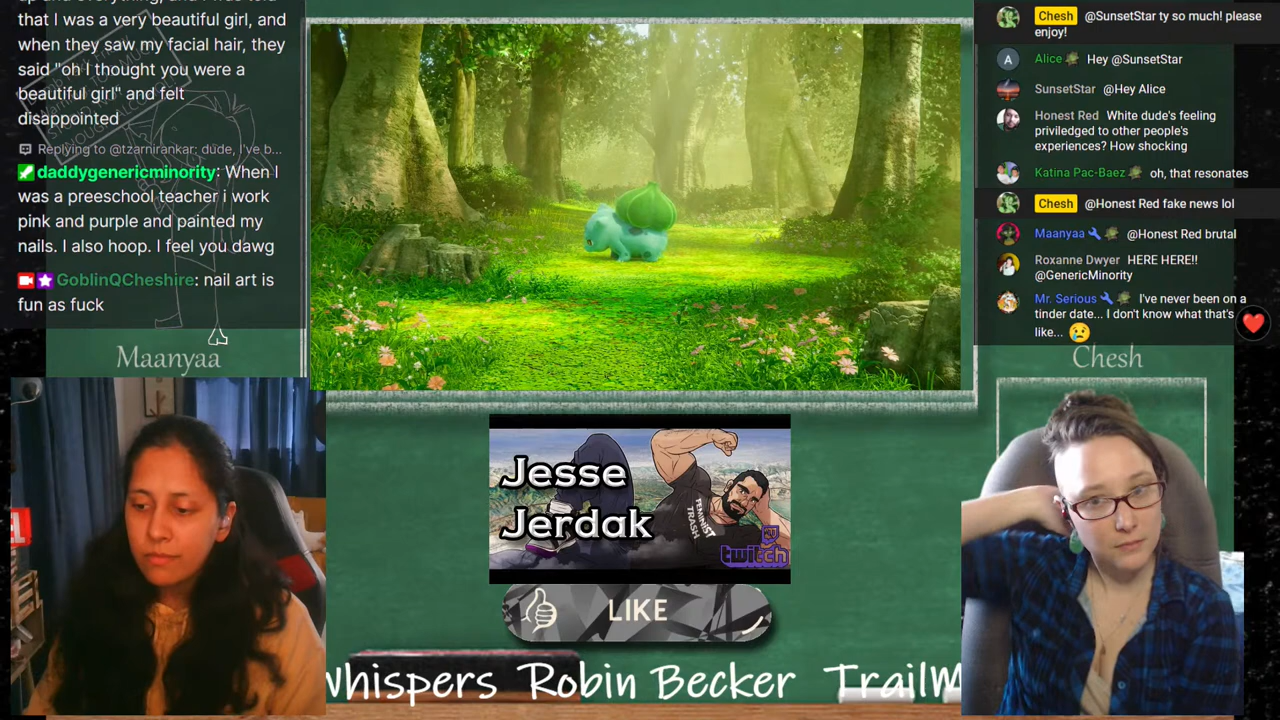 that I was a very beautiful girl, and
when they saw my facial hair, they
said "oh I thought you were a
beautiful girl" and felt
disappointed
Replying to @tzarnirankar: dude, I've b...
daddygenericminority: When I
was a preschool teacher i work
pink and purple and painted my
nails. I also hoop. I feel you dawg
GoblinQCheshire: nail art is
fun as fuck
Maanyaa
Jesse
Jerdak
FEMINIST
TRASH
twitch
LIKE
whispers Robin Becker TrailW
Chesh @SunsetStar ty so much! please
enjoy!
A
Alice Hey @SunsetStar
SunsetStar @Hey Alice
Honest Red White dude's feeling
priviledged to other people's
experiences? How shocking
Katina Pac-Baez oh, that resonates
Chesh @Honest Red fake news lol
Maanyaa @Honest Red brutal
Roxanne Dwyer HERE HERE!!
@GenericMinority
Mr. Serious I've never been on a
tinder date... I don't know what that's
like...
Chesh